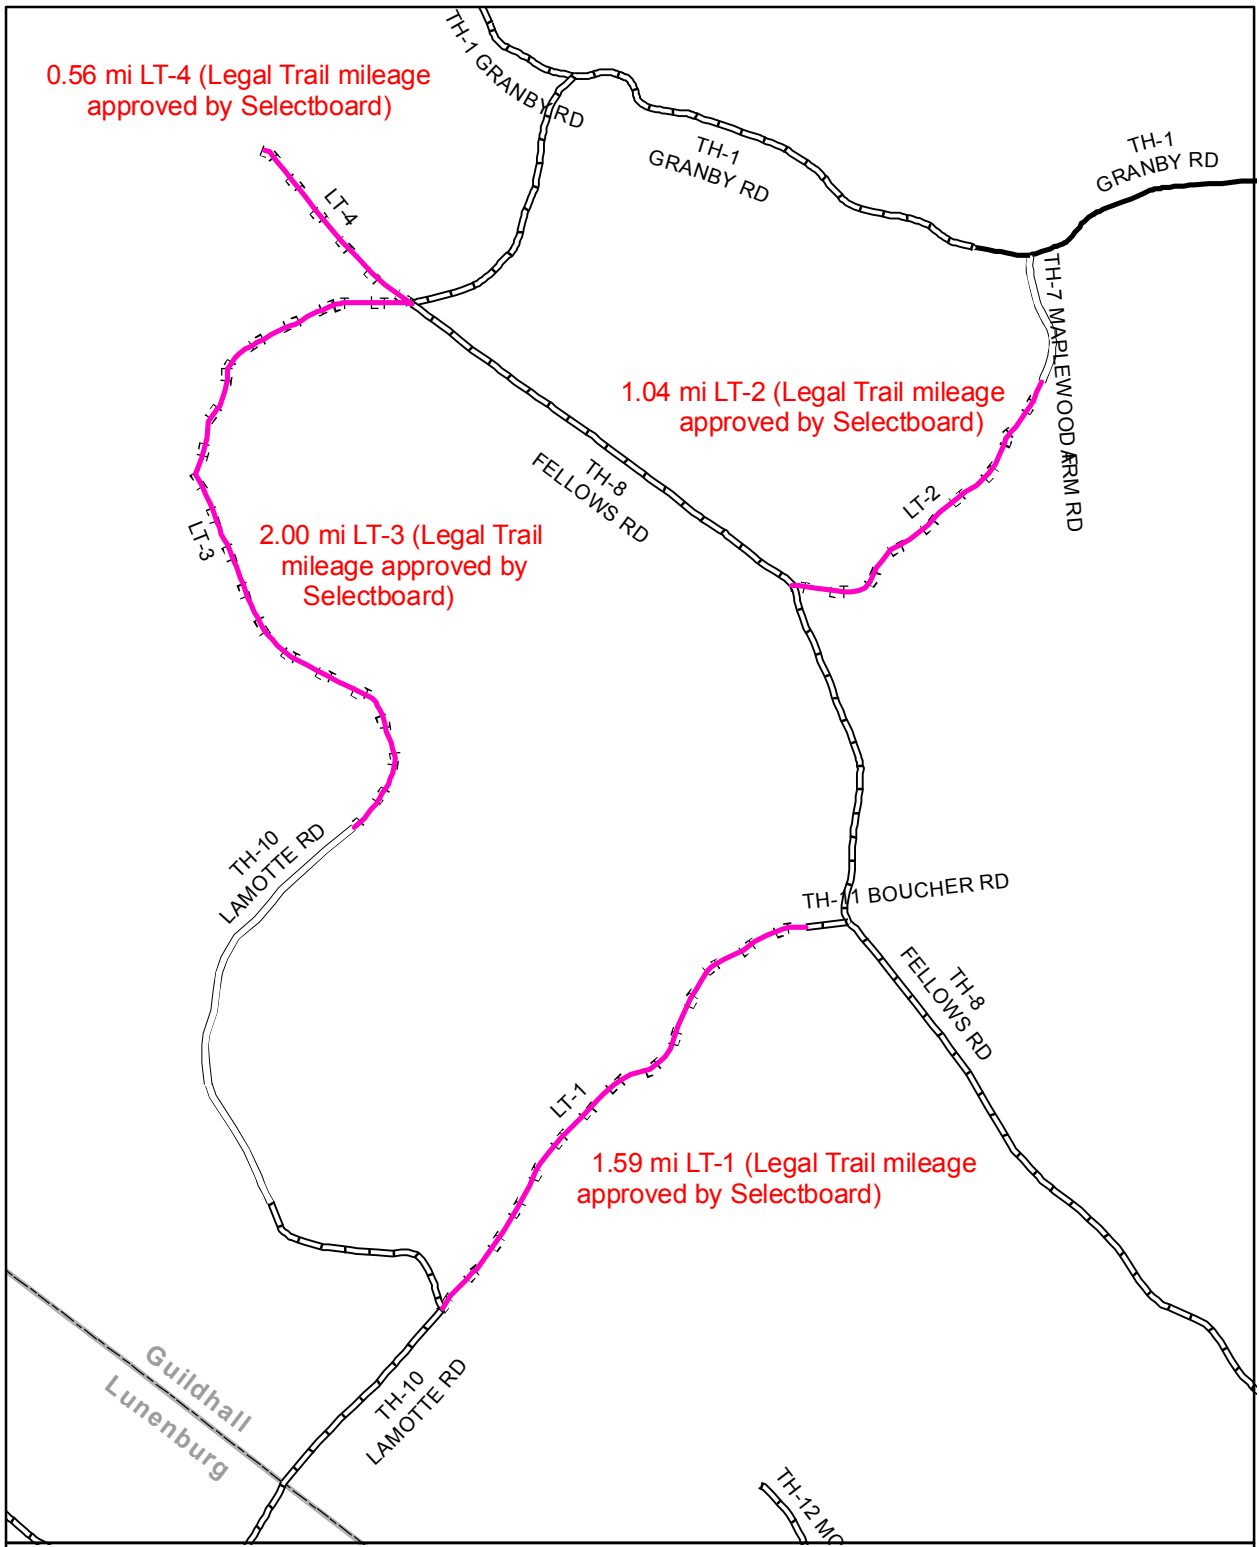 TH-1 GRANBY RD
0.56 mi LT-4 (Legal Trail mileage
approved by Selectboard)
TH-1
GRANBY RD
TH-1
GRANBY RD
LT-4
TH-7 MAPLEWOOD
ARM RD
1.04 mi LT-2 (Legal Trail mileage
approved by Selectboard)
TH-8
FELLOWS RD
LT-2
LT-3
2.00 mi LT-3 (Legal Trail
mileage approved by
Selectboard)
TH-10
LAMOTTE RD
TH-11 BOUCHER RD
TH-8
FELLOWS RD
LT-1
1.59 mi LT-1 (Legal Trail mileage
approved by Selectboard)
Guildhall
Lunenburg
TH-10
LAMOTTE RD
TH-12